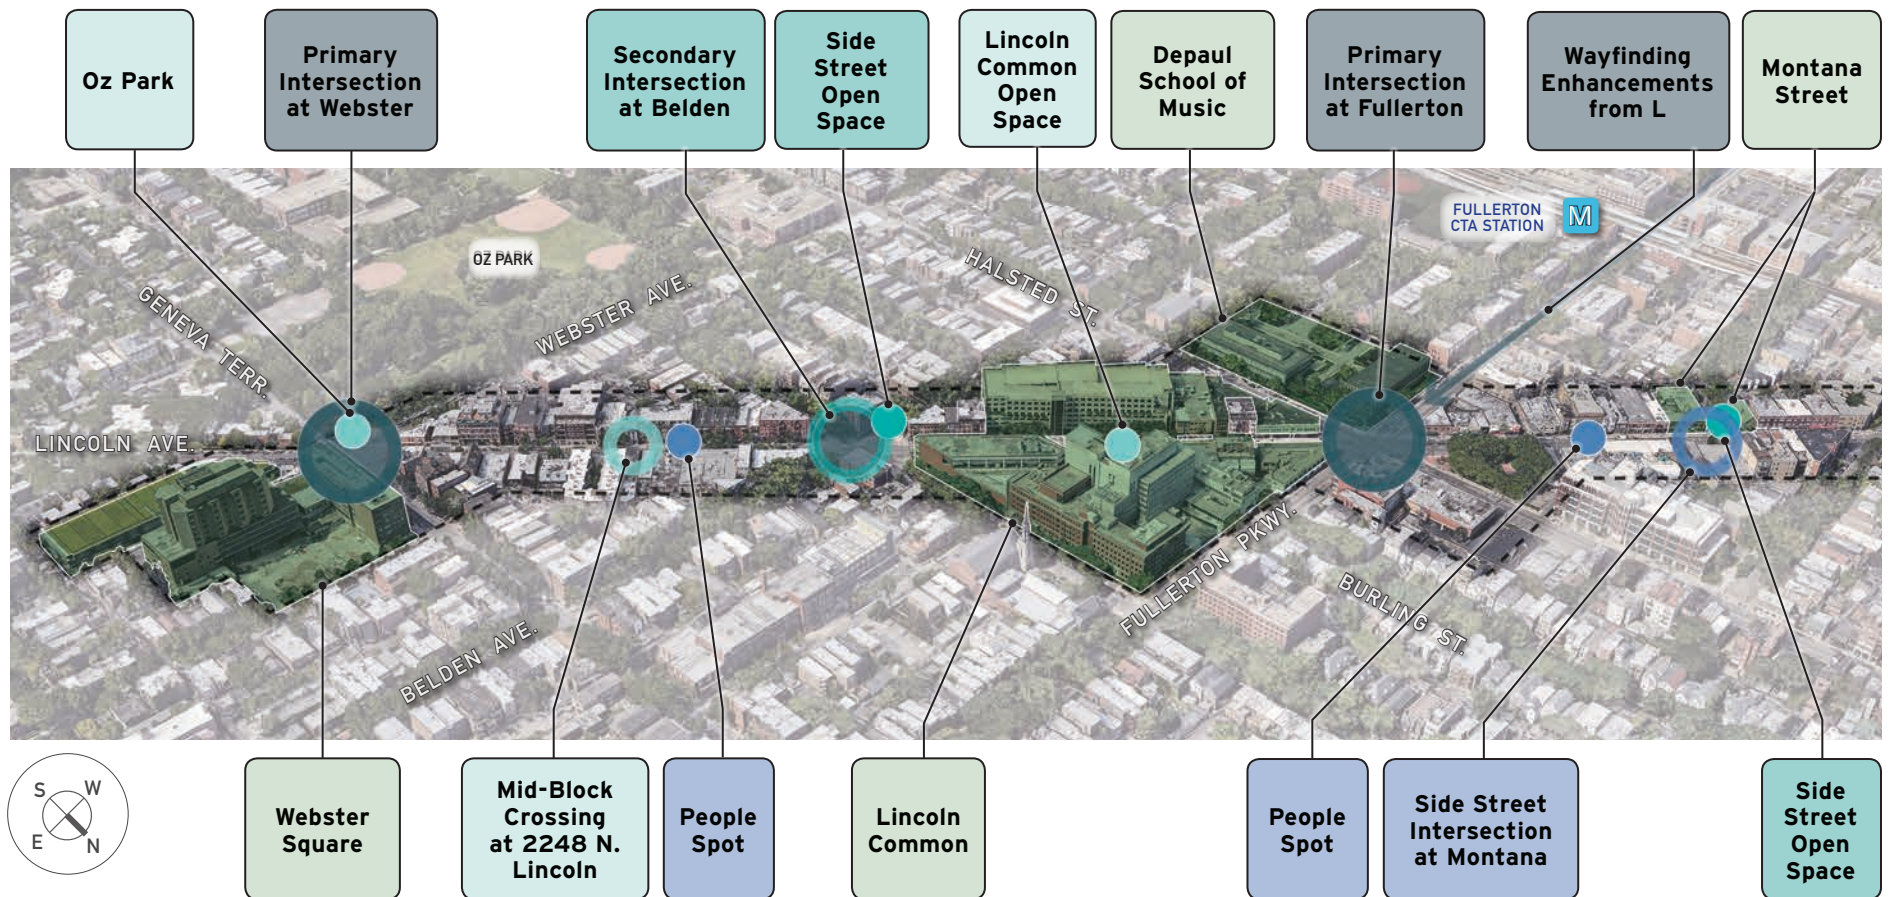 Oz Park
Primary
Intersection
at Webster
Secondary
Intersection
at Belden
Side
Street
Open
Space
Lincoln
Common
Open
Space
Depaul
School of
Music
Primary
Intersection
at Fullerton
Wayfinding
Enhancements
from L
Montana
Street
FULLERTON
CTA STATION
M
OZ PARK
GENEVA TERR.
WEBSTER AVE.
HALSTED ST.
LINCOLN AVE.
BELDEN AVE.
FULLERTON PKWY.
BURLING ST.
S
W
E
N
Webster
Square
Mid-Block
Crossing
at 2248 N.
Lincoln
People
Spot
Lincoln
Common
People
Spot
Side Street
Intersection
at Montana
Side
Street
Open
Space